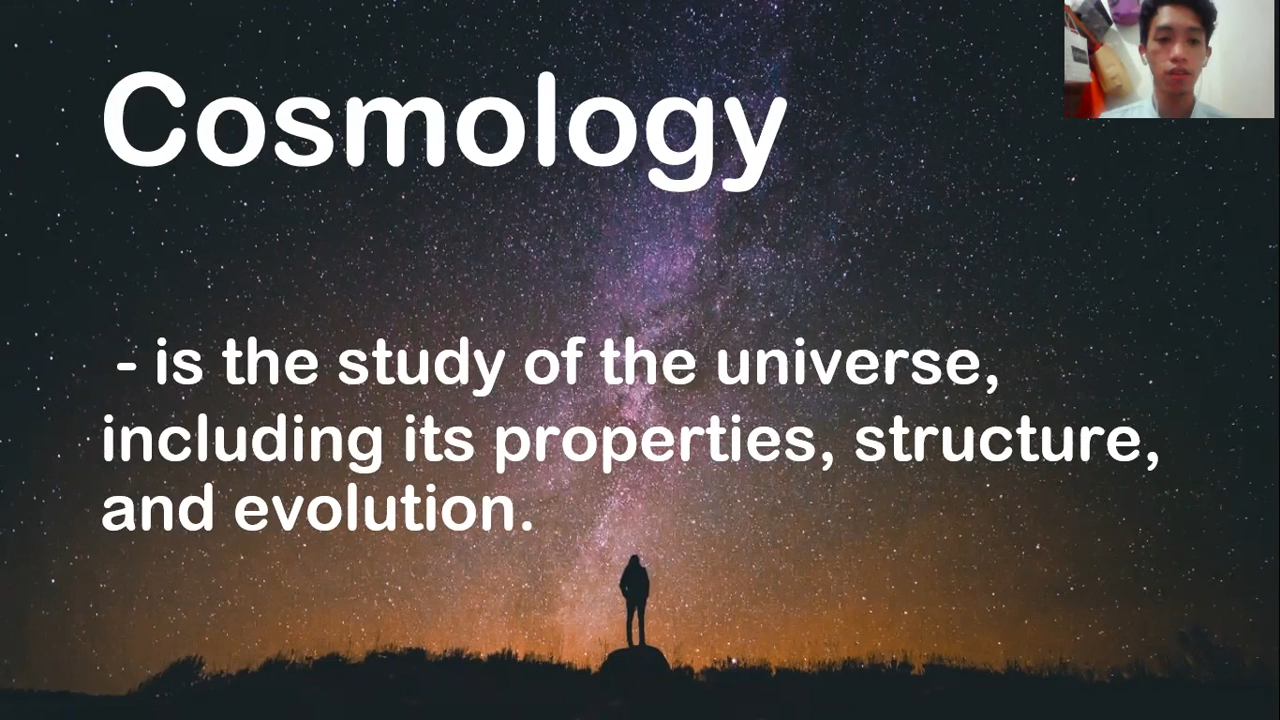 Cosmology
- is the study of the universe,
including its properties, structure,
and evolution.